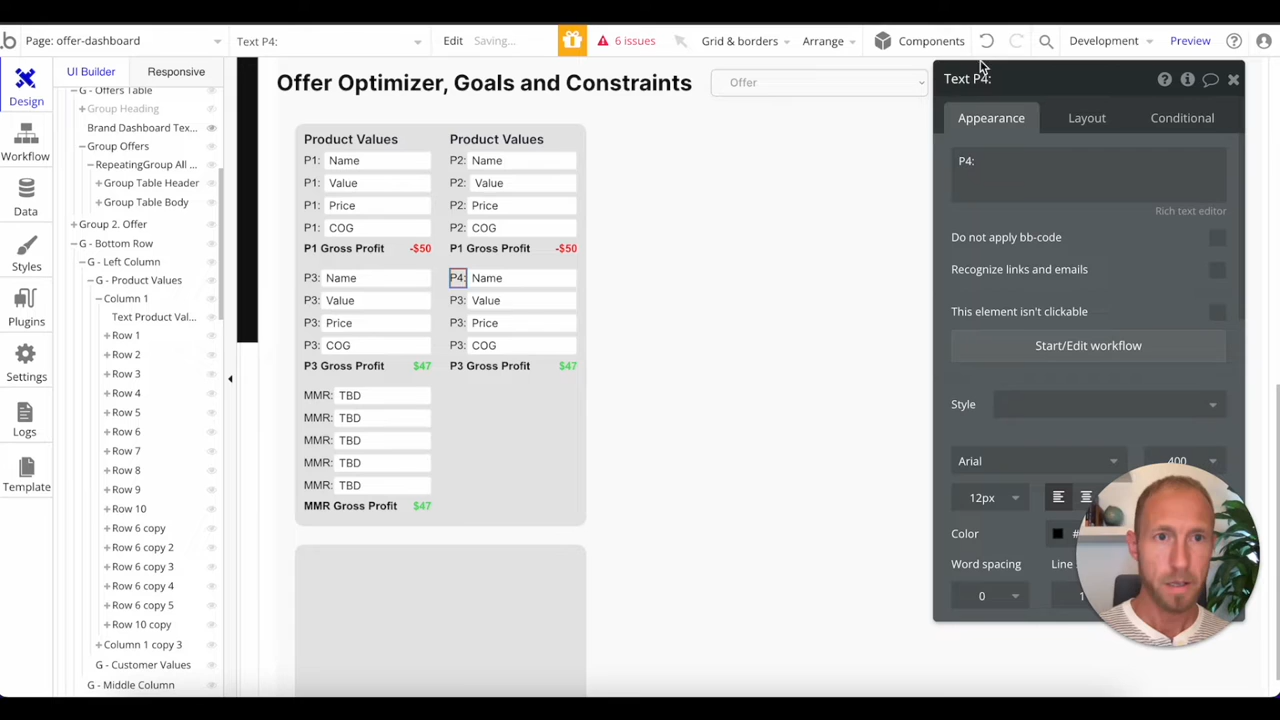 Page: offer-dashboard
Text P4:
Edit
Saving...
6 issues
Grid & borders
Arrange
Components
Development
Preview
Design
Workflow
Data
Styles
Plugins
Settings
Logs
Template
UI Builder
Responsive
G - Offers Table
Group Heading
Brand Dashboard Tex...
Group Offers
RepeatingGroup All ...
Group Table Header
Group Table Body
Group 2. Offer
G - Bottom Row
G - Left Column
G - Product Values
Column 1
Text Product Val...
Row 1
Row 2
Row 3
Row 4
Row 5
Row 6
Row 7
Row 8
Row 9
Row 10
Row 6 copy
Row 6 copy 2
Row 6 copy 3
Row 6 copy 4
Row 6 copy 5
Row 10 copy
Column 1 copy 3
G - Customer Values
G - Middle Column
Offer Optimizer, Goals and Constraints
Offer
Product Values
P1: Name
P1: Value
P1: Price
P1: COG
P1 Gross Profit -$50
P3: Name
P3: Value
P3: Price
P3: COG
P3 Gross Profit $47
MMR: TBD
MMR: TBD
MMR: TBD
MMR: TBD
MMR: TBD
MMR Gross Profit $47
Product Values
P2: Name
P2: Value
P2: Price
P2: COG
P1 Gross Profit -$50
P4: Name
P3: Value
P3: Price
P3: COG
P3 Gross Profit $47
Text P4:
Appearance
Layout
Conditional
P4:
Rich text editor
Do not apply bb-code
Recognize links and emails
This element isn't clickable
Start/Edit workflow
Style
Arial
400
12px
Color
#
Word spacing
Line
0
1